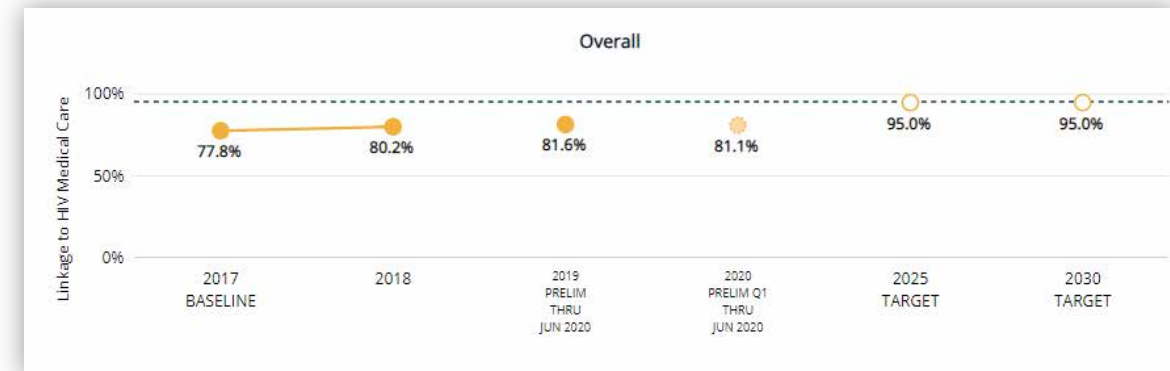 Overall
Linkage to HIV Medical Care
100%
50%
0%
77.8%
80.2%
81.6%
81.1%
95.0%
95.0%
2017
BASELINE
2018
2019
PRELIM
THRU
JUN 2020
2020
PRELIM Q1
THRU
JUN 2020
2025
TARGET
2030
TARGET